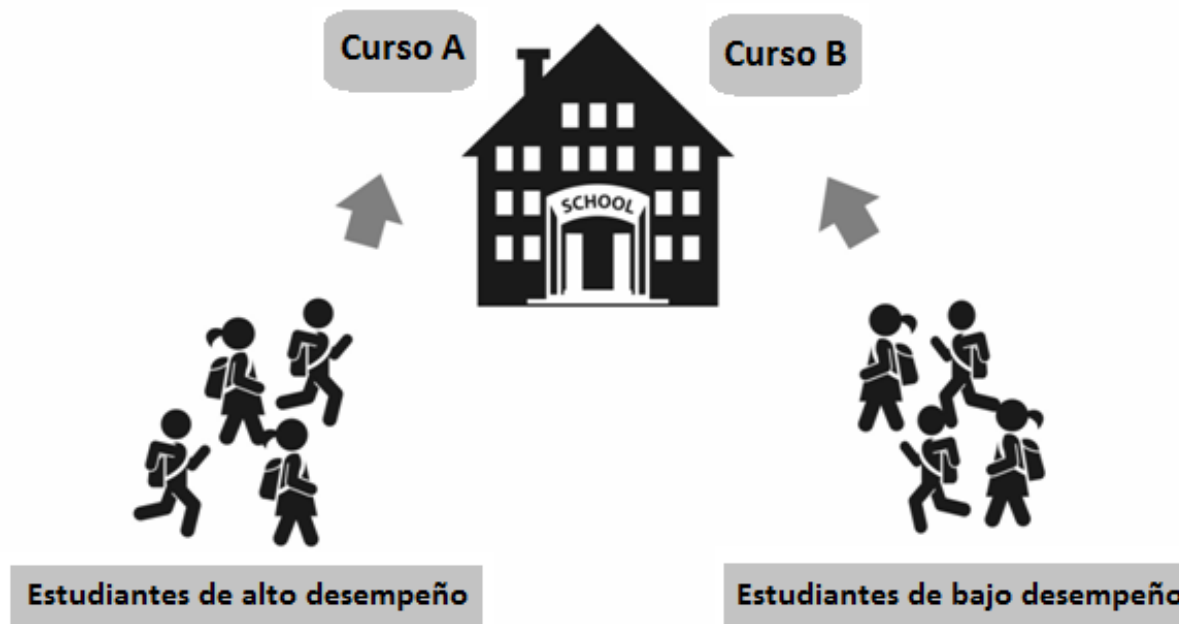 Curso A
Curso B
SCHOOL
Estudiantes de alto desempeño
Estudiantes de bajo desempeño